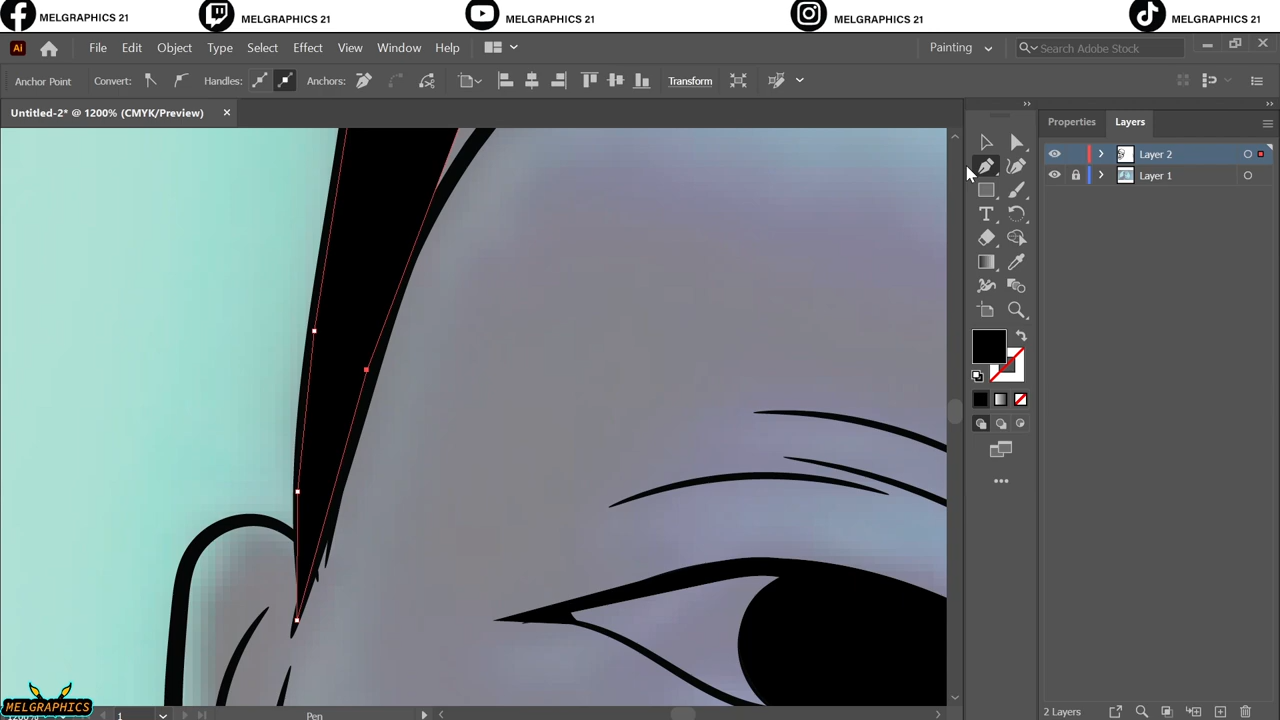 MELGRAPHICS 21 MELGRAPHICS 21 MELGRAPHICS 21 MELGRAPHICS 21 MELGRAPHICS 21
Ai File Edit Object Type Select Effect View Window Help Painting Search Adobe Stock
Anchor Point Convert: Handles: Anchors: Transform
Untitled-2* @ 1200% (CMYK/Preview)
Properties Layers
Layer 2
Layer 1
MELGRAPHICS
1 Pen 2 Layers